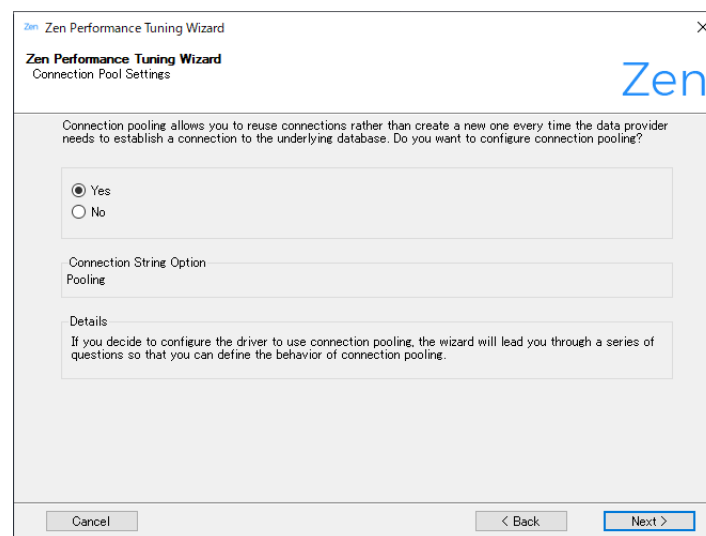 Zen Zen Performance Tuning Wizard
Zen Performance Tuning Wizard
Connection Pool Settings
Zen
Connection pooling allows you to reuse connections rather than create a new one every time the data provider
needs to establish a connection to the underlying database. Do you want to configure connection pooling?
Yes
No
Connection String Option
Pooling
Details
If you decide to configure the driver to use connection pooling, the wizard will lead you through a series of
questions so that you can define the behavior of connection pooling.
Cancel
< Back
Next >